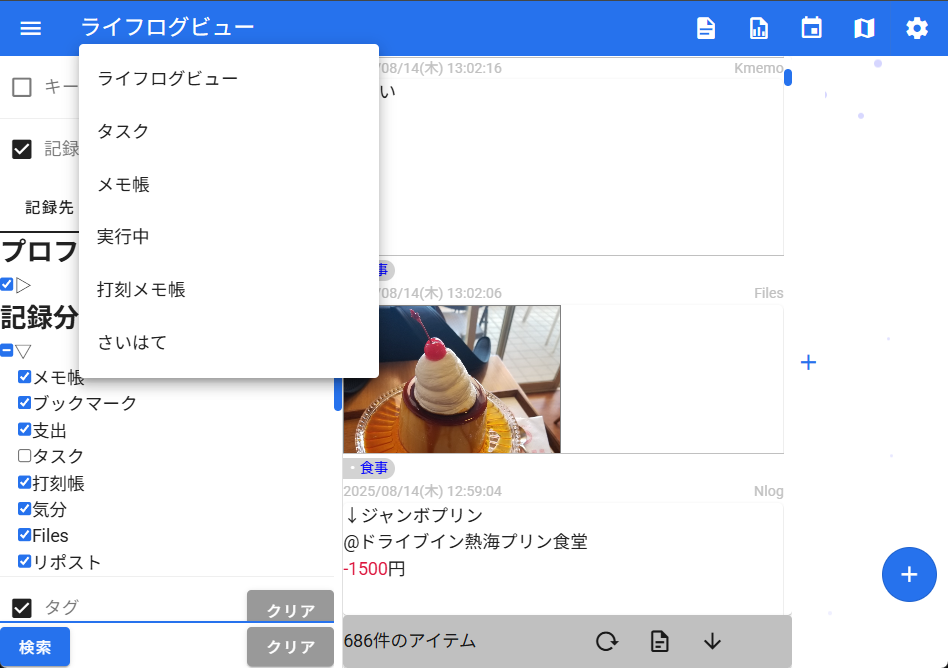 ライフログビュー
ライフログビュー
タスク
メモ帳
実行中
打刻メモ帳
さいはて
キー
記録
記録先
プロフ
記録分
メモ帳
ブックマーク
支出
タスク
打刻帳
気分
Files
リポスト
タグ
クリア
検索
クリア
/08/14(木) 13:02:16
Kmemo
い
事
/08/14(木) 13:02:06
Files
・食事
2025/08/14(木) 12:59:04
Nlog
↓ジャンボプリン
@ドライブイン熱海プリン食堂
-1500円
686件のアイテム